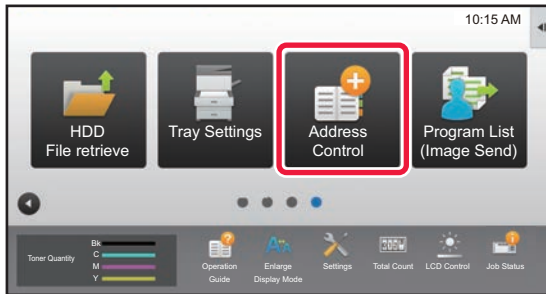 10:15 AM
HDD
File retrieve
Tray Settings
Address
Control
Program List
(Image Send)
Toner Quantity
Bk
C
M
Y
Operation
Guide
Enlarge
Display Mode
Settings
Total Count
LCD Control
Job Status